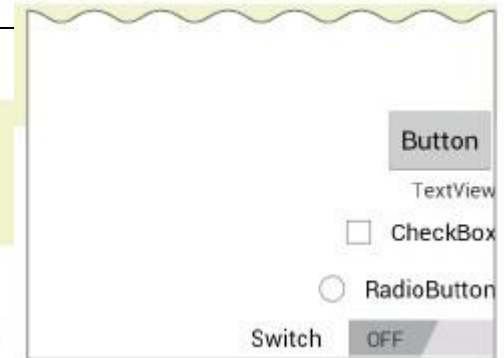 Button
TextView
CheckBox
RadioButton
Switch OFF